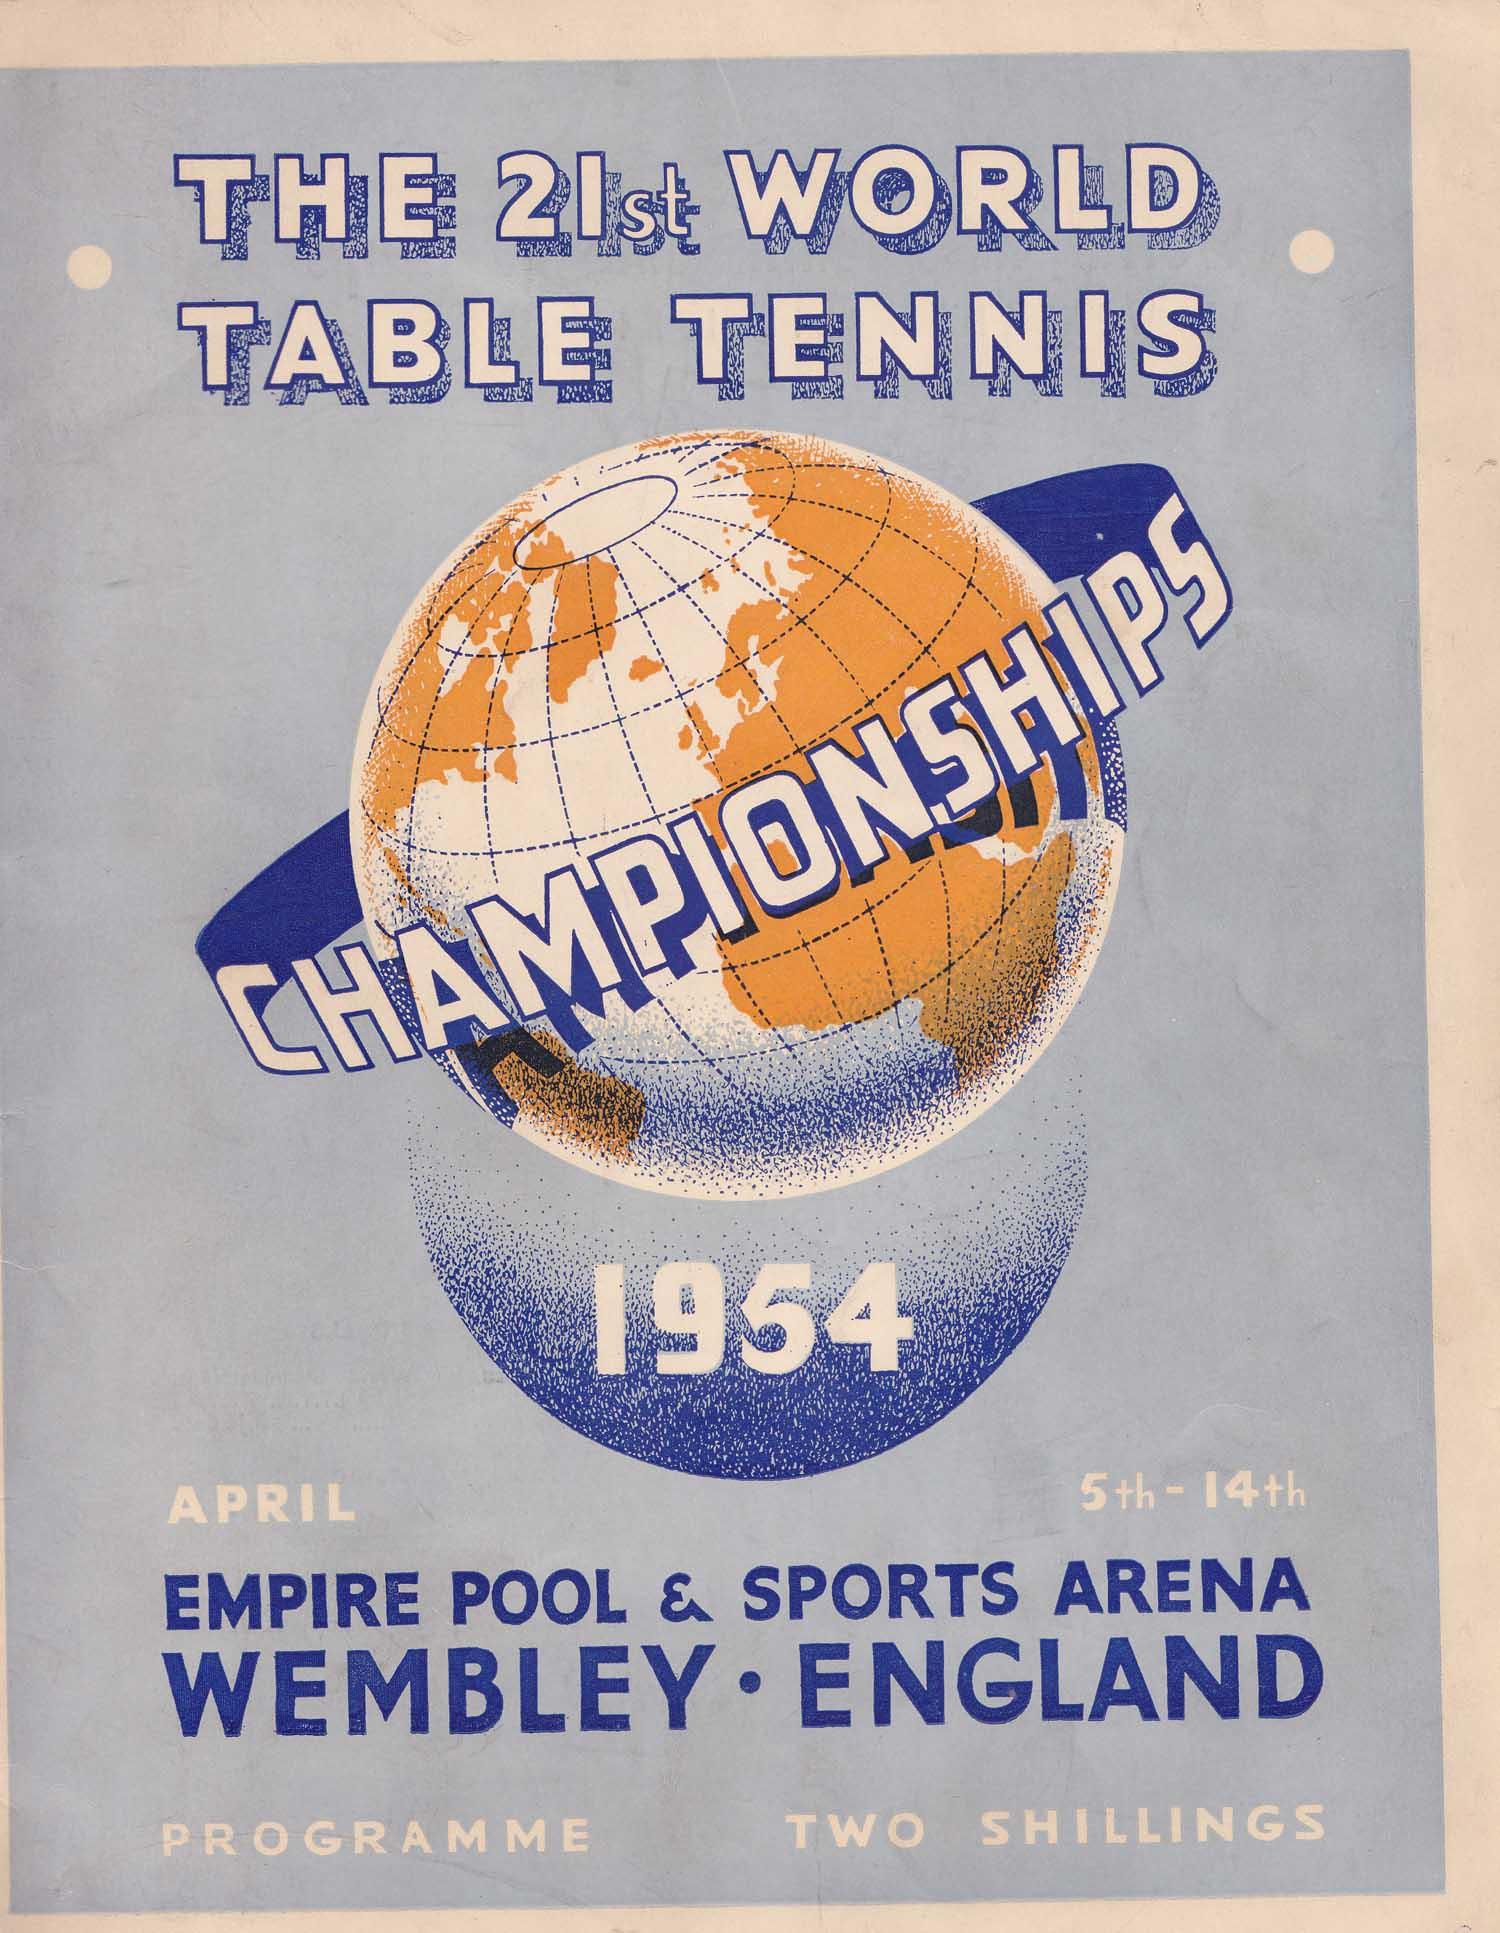 THE 21st WORLD
TABLE TENNIS
CHAMPIONSHIPS
1954
APRIL 5th - 14th
EMPIRE POOL & SPORTS ARENA
WEMBLEY · ENGLAND
PROGRAMME TWO SHILLINGS